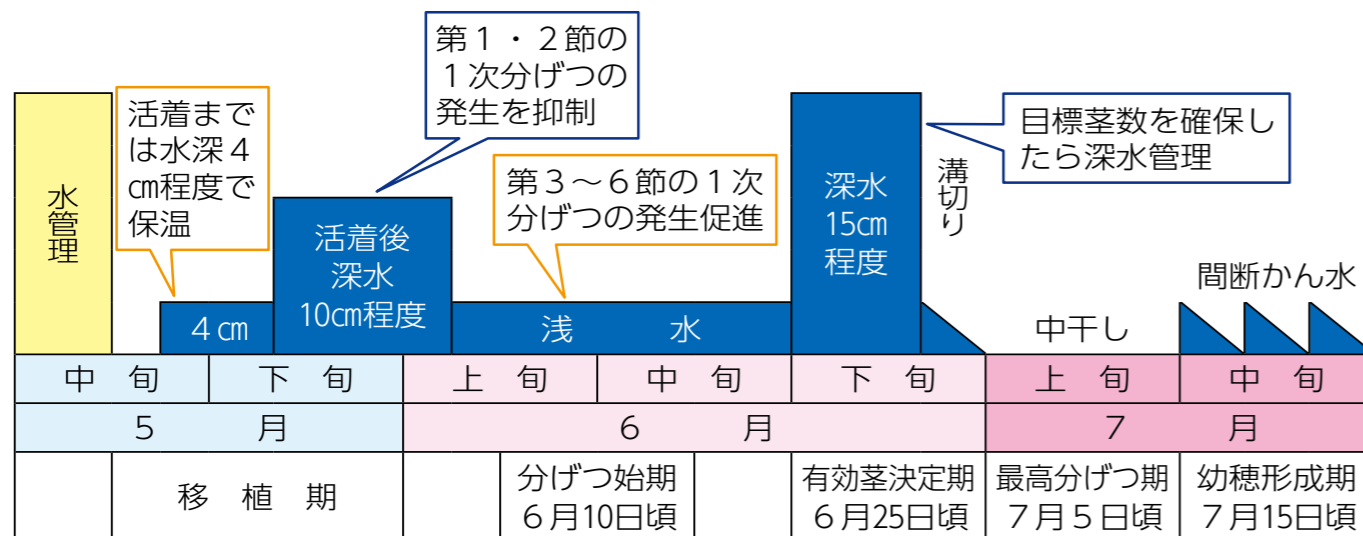 第１・２節の
１次分げつの
発生を抑制
活着まで
は水深４
㎝程度で
保温
目標茎数を確保し
たら深水管理
第３〜６節の１次
分げつの発生促進
水管理
４㎝
活着後
深水
10㎝程度
浅水
深水
15㎝
程度
溝切り
中干し
間断かん水
中旬
下旬
上旬
中旬
下旬
上旬
中旬
５月
６月
７月
移植期
分げつ始期
６月10日頃
有効茎決定期
６月25日頃
最高分げつ期
７月５日頃
幼穂形成期
７月15日頃